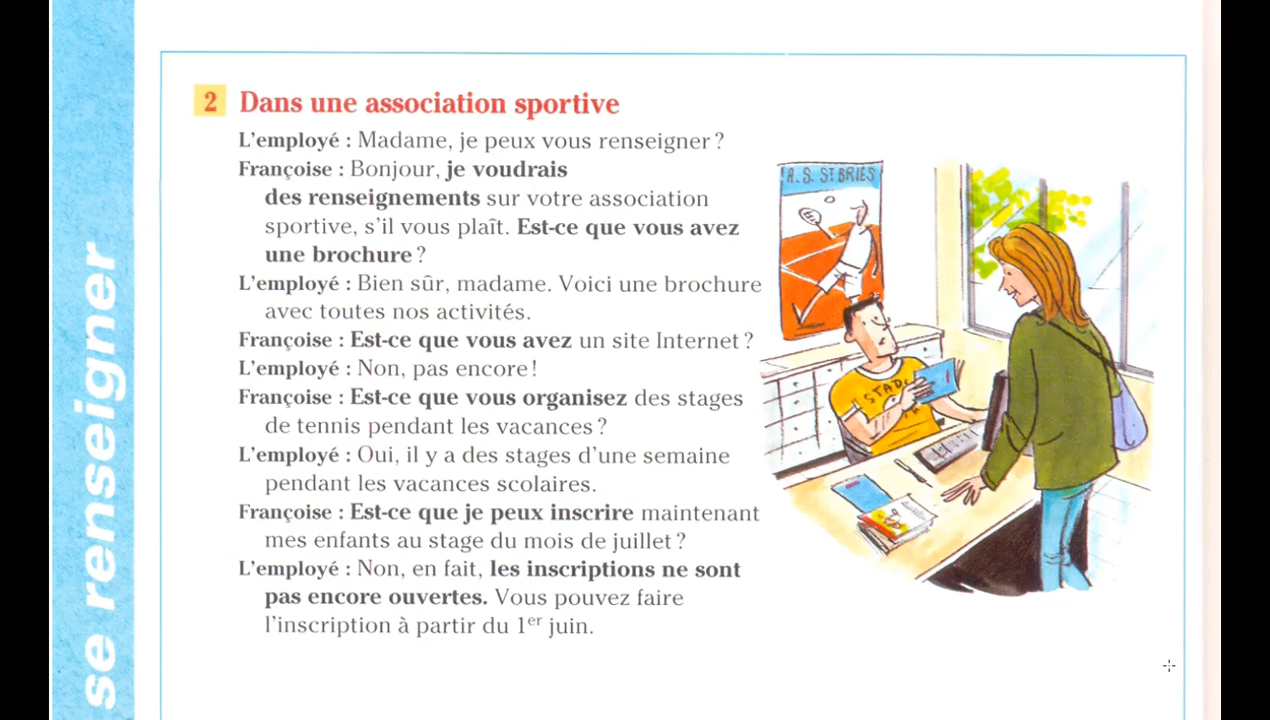 se renseigner
2 Dans une association sportive
L'employé : Madame, je peux vous renseigner ?
Françoise : Bonjour, je voudrais
des renseignements sur votre association
sportive, s'il vous plaît. Est-ce que vous avez
une brochure ?
L'employé : Bien sûr, madame. Voici une brochure
avec toutes nos activités.
Françoise : Est-ce que vous avez un site Internet ?
L'employé : Non, pas encore !
Françoise : Est-ce que vous organisez des stages
de tennis pendant les vacances ?
L'employé : Oui, il y a des stages d'une semaine
pendant les vacances scolaires.
Françoise : Est-ce que je peux inscrire maintenant
mes enfants au stage du mois de juillet ?
L'employé : Non, en fait, les inscriptions ne sont
pas encore ouvertes. Vous pouvez faire
l'inscription à partir du 1er juin.
A. S. ST BRIES